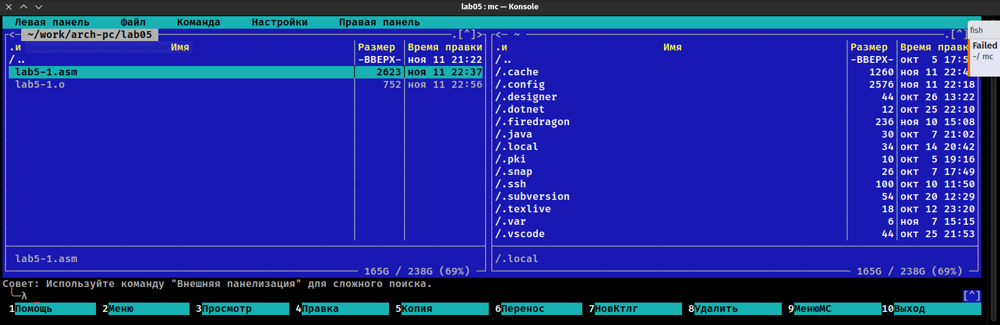 lab05 : mc — Konsole
Левая панель Файл Команда Настройки Правая панель
<─ ~/work/arch-pc/lab05 .[^]> <─ ~ .[^]
.и Имя Размер Время правки .и Имя Размер Время правк
/.. -ВВЕРХ- ноя 11 21:22 /.. -ВВЕРХ- окт 5 17:5
lab5-1.asm 2623 ноя 11 22:37 /.cache 1260 ноя 11 22:4
lab5-1.o 752 ноя 11 22:56 /.config 2576 ноя 11 22:18
/.designer 44 окт 26 13:22
/.dotnet 12 окт 25 22:10
/.firedragon 236 ноя 10 15:08
/.java 30 окт 7 21:02
/.local 34 окт 14 20:42
/.pki 10 окт 5 19:16
/.snap 26 окт 7 17:49
/.ssh 100 окт 10 11:50
/.subversion 54 окт 20 12:29
/.texlive 18 окт 12 23:20
/.var 6 ноя 7 15:15
/.vscode 44 окт 25 21:53
lab5-1.asm /.local
165G / 238G (69%) 165G / 238G (69%)
Совет: Используйте команду "Внешняя панелизация" для сложного поиска.
╰─λ _ [^]
1Помощь 2Меню 3Просмотр 4Правка 5Копия 6Перенос 7НовКтлг 8Удалить 9МенюМС 10Выход
fish
Failed
~/ mc
Выделите мышкой прямоугольную об